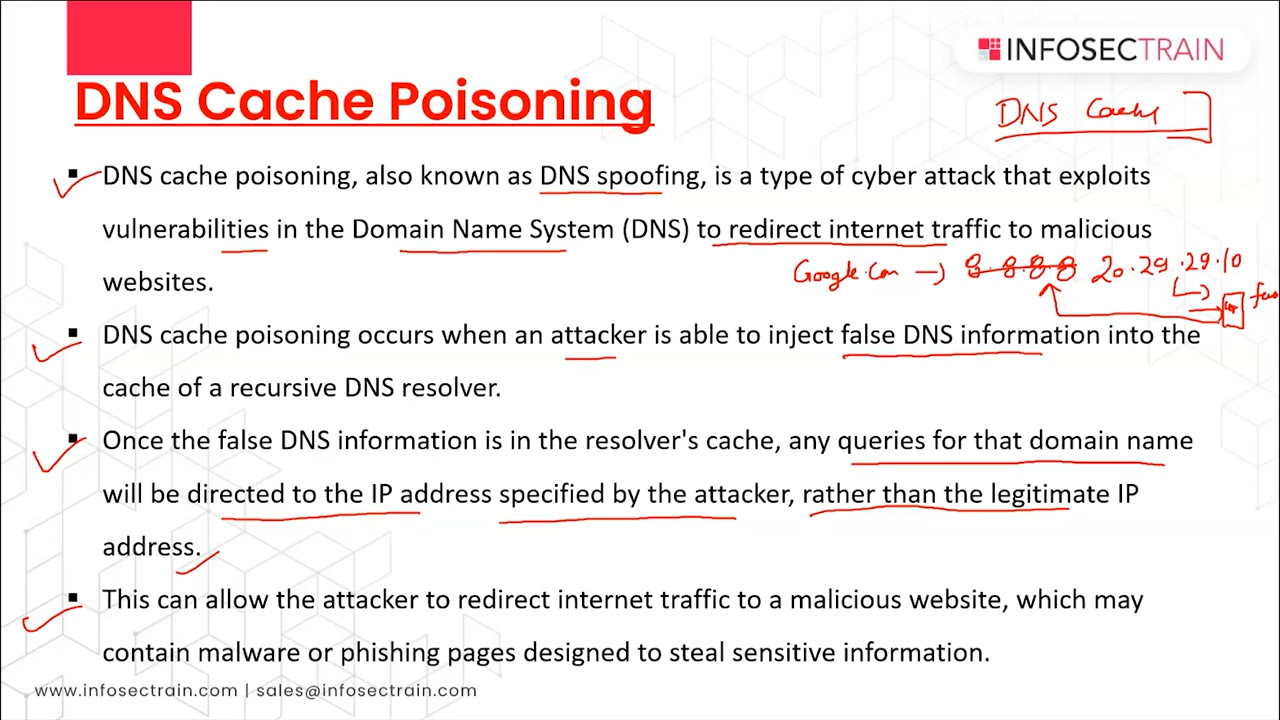 INFOSECTRAIN
DNS Cache Poisoning
DNS Cache
▪ DNS cache poisoning, also known as DNS spoofing, is a type of cyber attack that exploits
vulnerabilities in the Domain Name System (DNS) to redirect internet traffic to malicious
websites.
Google.Com → 8.8.8.8 20.29.29.10
▪ DNS cache poisoning occurs when an attacker is able to inject false DNS information into the
cache of a recursive DNS resolver.
▪ Once the false DNS information is in the resolver's cache, any queries for that domain name
will be directed to the IP address specified by the attacker, rather than the legitimate IP
address.
▪ This can allow the attacker to redirect internet traffic to a malicious website, which may
contain malware or phishing pages designed to steal sensitive information.
www.infosectrain.com | sales@infosectrain.com